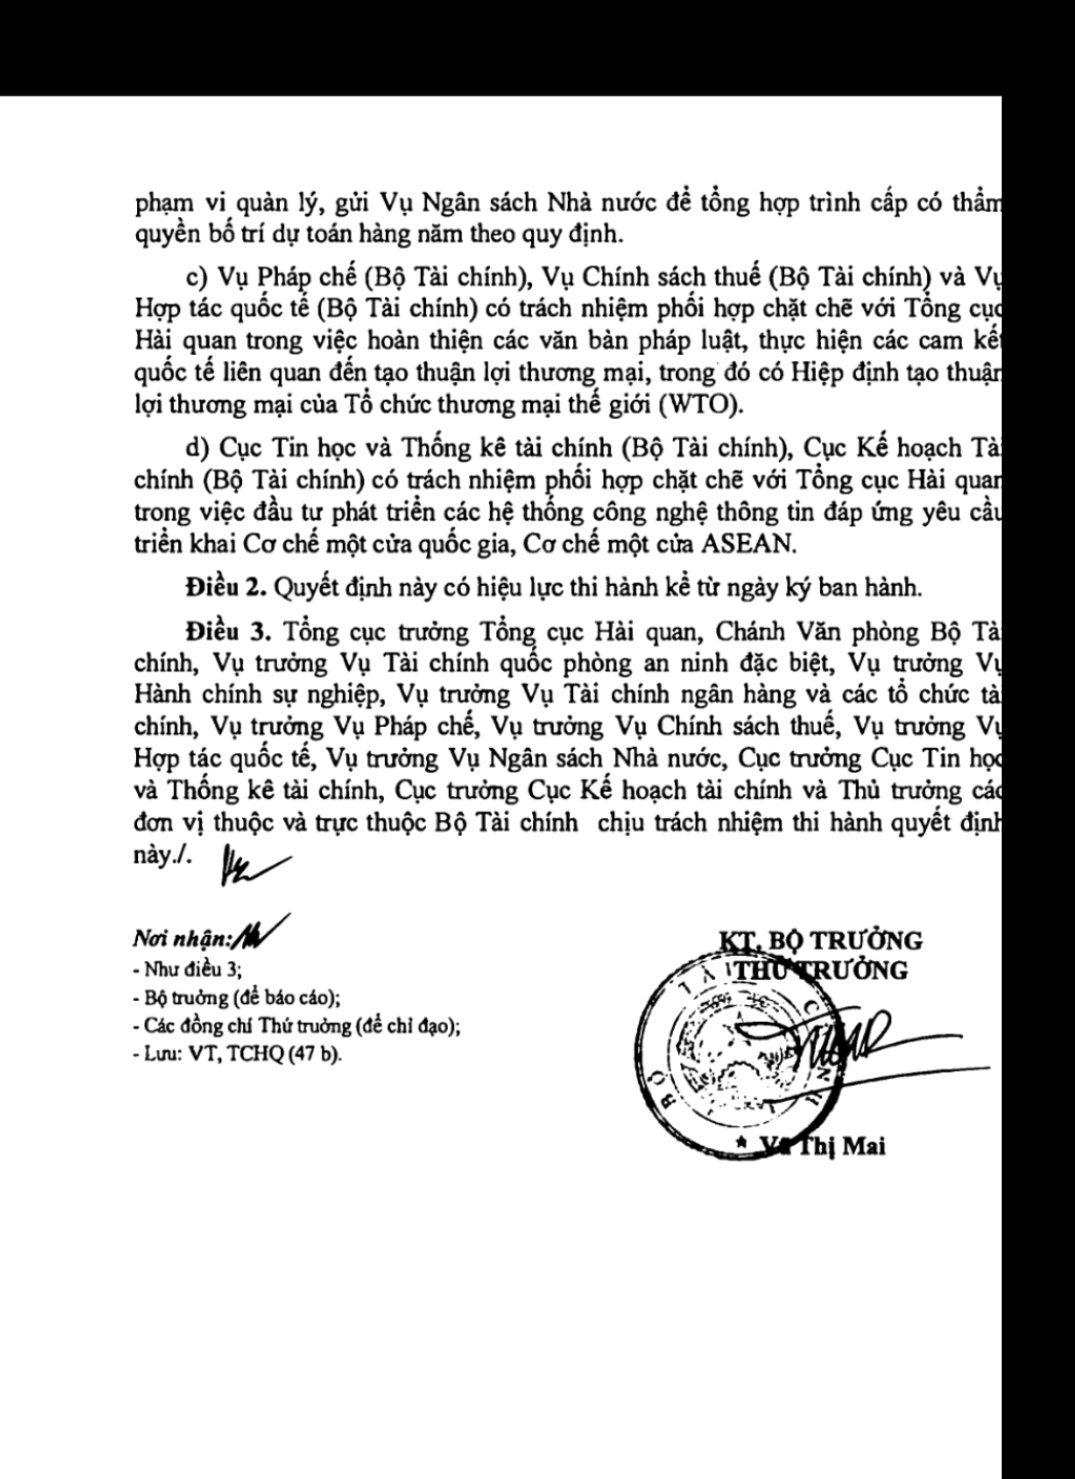 phạm vi quản lý, gửi Vụ Ngân sách Nhà nước để tổng hợp trình cấp có thẩm
quyền bố trí dự toán hàng năm theo quy định.
c) Vụ Pháp chế (Bộ Tài chính), Vụ Chính sách thuế (Bộ Tài chính) và Vụ
Hợp tác quốc tế (Bộ Tài chính) có trách nhiệm phối hợp chặt chẽ với Tổng cục
Hải quan trong việc hoàn thiện các văn bản pháp luật, thực hiện các cam kết
quốc tế liên quan đến tạo thuận lợi thương mại, trong đó có Hiệp định tạo thuận
lợi thương mại của Tổ chức thương mại thế giới (WTO).
d) Cục Tin học và Thống kê tài chính (Bộ Tài chính), Cục Kế hoạch Tài
chính (Bộ Tài chính) có trách nhiệm phối hợp chặt chẽ với Tổng cục Hải quan
trong việc đầu tư phát triển các hệ thống công nghệ thông tin đáp ứng yêu cầu
triển khai Cơ chế một cửa quốc gia, Cơ chế một cửa ASEAN.
Điều 2. Quyết định này có hiệu lực thi hành kể từ ngày ký ban hành.
Điều 3. Tổng cục trưởng Tổng cục Hải quan, Chánh Văn phòng Bộ Tài
chính, Vụ trưởng Vụ Tài chính quốc phòng an ninh đặc biệt, Vụ trưởng Vụ
Hành chính sự nghiệp, Vụ trưởng Vụ Tài chính ngân hàng và các tổ chức tài
chính, Vụ trưởng Vụ Pháp chế, Vụ trưởng Vụ Chính sách thuế, Vụ trưởng Vụ
Hợp tác quốc tế, Vụ trưởng Vụ Ngân sách Nhà nước, Cục trưởng Cục Tin học
và Thống kê tài chính, Cục trưởng Cục Kế hoạch tài chính và Thủ trưởng các
đơn vị thuộc và trực thuộc Bộ Tài chính chịu trách nhiệm thi hành quyết định
này./.
Nơi nhận:
- Như điều 3;
- Bộ trưởng (để báo cáo);
- Các đồng chí Thứ trưởng (để chỉ đạo);
- Lưu: VT, TCHQ (47 b).
KT. BỘ TRƯỞNG
THỨ TRƯỞNG
BỘ TÀI CHÍNH
Vũ Thị Mai